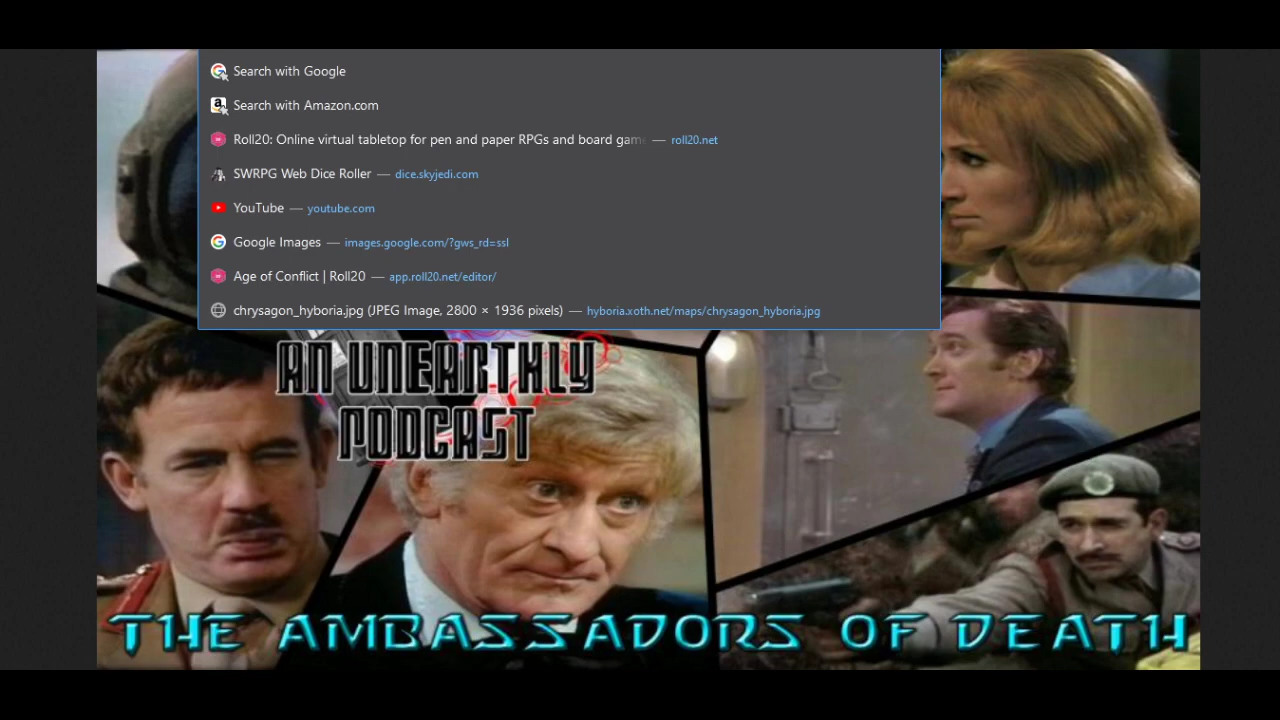 Search with Google
Search with Amazon.com
Roll20: Online virtual tabletop for pen and paper RPGs and board gam — roll20.net
SWRPG Web Dice Roller — dice.skyjedi.com
YouTube — youtube.com
Google Images — images.google.com/?gws_rd=ssl
Age of Conflict | Roll20 — app.roll20.net/editor/
chrysagon_hyboria.jpg (JPEG Image, 2800 × 1936 pixels) — hyboria.xoth.net/maps/chrysagon_hyboria.jpg
AN UNEARTHLY
PODCAST
THE AMBASSADORS OF DEATH